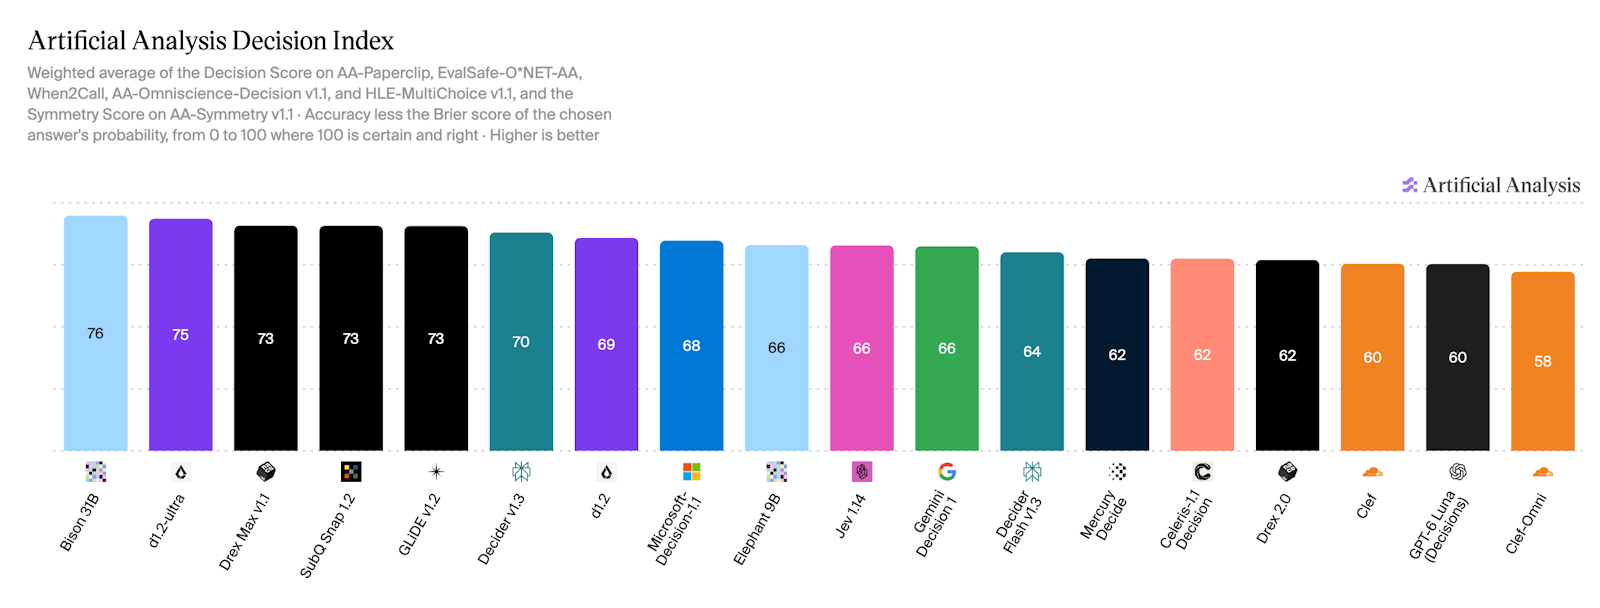 Artificial Analysis Decision Index
Weighted average of the Decision Score on AA-Paperclip, EvalSafe-O*NET-AA,
When2Call, AA-Omniscience-Decision v1.1, and HLE-MultiChoice v1.1, and the
Symmetry Score on AA-Symmetry v1.1 · Accuracy less the Brier score of the chosen
answer's probability, from 0 to 100 where 100 is certain and right · Higher is better
Artificial Analysis
76
75
73
73
73
70
69
68
66
66
66
64
62
62
62
60
60
58
Bison 31B
d1.2-ultra
Drex Max v1.1
SubQ Snap 1.2
GLiDE v1.2
Decider v1.3
d1.2
Microsoft-
Decision-1.1
Elephant 9B
Jev 1.14
Gemini
Decision 1
Decider
Flash v1.3
Mercury
Decide
Celeris-1.1
Decision
Drex 2.0
Clef
GPT-6 Luna
(Decisions)
Clef-Omni